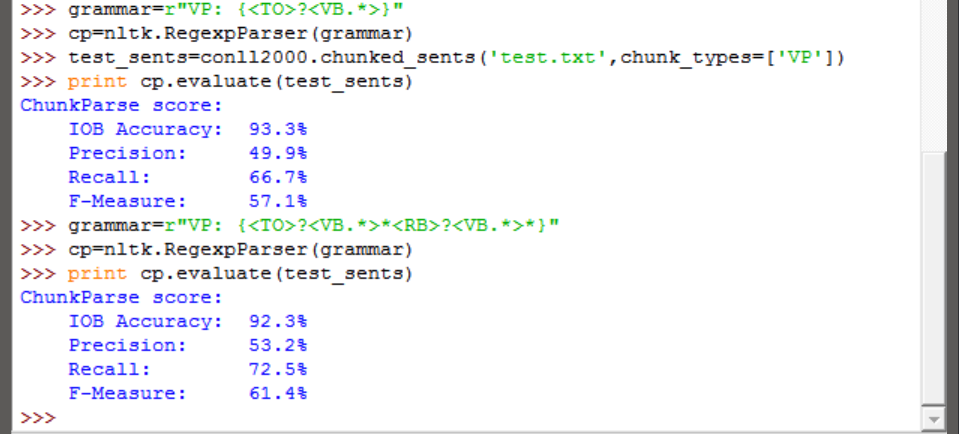 >>> grammar=r"VP: {<TO>?<VB.*>}"
>>> cp=nltk.RegexpParser(grammar)
>>> test_sents=conll2000.chunked_sents('test.txt',chunk_types=['VP'])
>>> print cp.evaluate(test_sents)
ChunkParse score:
    IOB Accuracy:  93.3%
    Precision:     49.9%
    Recall:        66.7%
    F-Measure:     57.1%
>>> grammar=r"VP: {<TO>?<VB.*>*<RB>?<VB.*>*}"
>>> cp=nltk.RegexpParser(grammar)
>>> print cp.evaluate(test_sents)
ChunkParse score:
    IOB Accuracy:  92.3%
    Precision:     53.2%
    Recall:        72.5%
    F-Measure:     61.4%
>>>